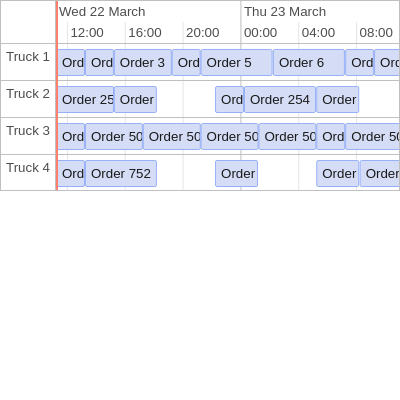 Wed 22 March Thu 23 March
12:00 16:00 20:00 00:00 04:00 08:00
Truck 1 Ord Ord Order 3 Ord Order 5 Order 6 Ord Ord
Truck 2 Order 25 Order Ord Order 254 Order
Truck 3 Ord Order 50 Order 50 Order 50 Order 50 Ord Order 50
Truck 4 Ord Order 752 Order Order Order